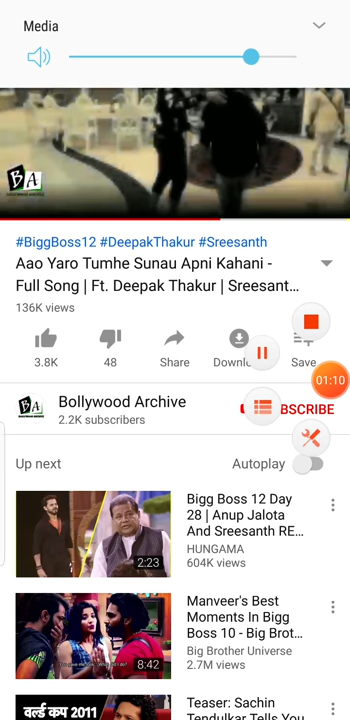 Media
BA
#BiggBoss12 #DeepakThakur #Sreesanth
Aao Yaro Tumhe Sunau Apni Kahani -
Full Song | Ft. Deepak Thakur | Sreesant...
136K views
3.8K
48
Share
Downl
Save
01:10
BA
Bollywood Archive
2.2K subscribers
BSCRIBE
Up next
Autoplay
Bigg Boss 12 Day
28 | Anup Jalota
And Sreesanth RE...
HUNGAMA
604K views
2:23
Manveer's Best
Moments In Bigg
Boss 10 - Big Brot...
Big Brother Universe
2.7M views
8:42
वर्ल्ड कप 2011
Teaser: Sachin
Tendulkar Tells You